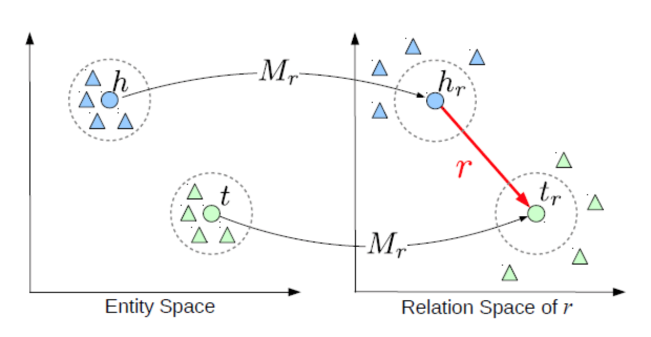 h
M_r
h_r
r
t
t_r
M_r
Entity Space
Relation Space of r